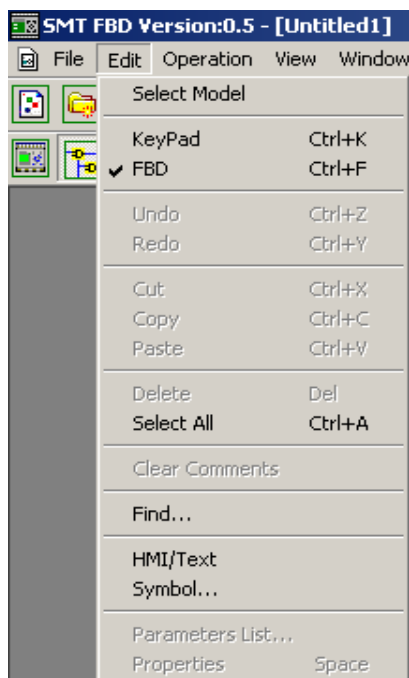 SMT FBD Version:0.5 - [Untitled1]
File Edit Operation View Window
Select Model
KeyPad Ctrl+K
FBD Ctrl+F
Undo Ctrl+Z
Redo Ctrl+Y
Cut Ctrl+X
Copy Ctrl+C
Paste Ctrl+V
Delete Del
Select All Ctrl+A
Clear Comments
Find...
HMI/Text
Symbol...
Parameters List...
Properties Space